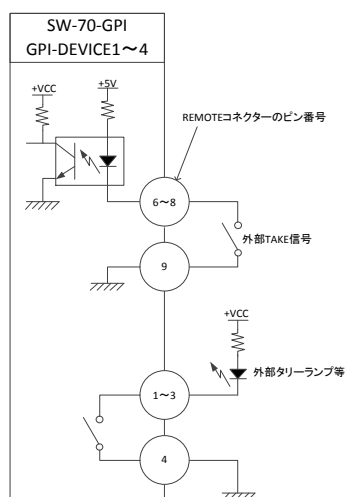 SW-70-GPI
GPI-DEVICE1～4
+VCC
+5V
REMOTEコネクターのピン番号
6～8
外部TAKE信号
9
+VCC
外部タリーランプ等
1～3
4